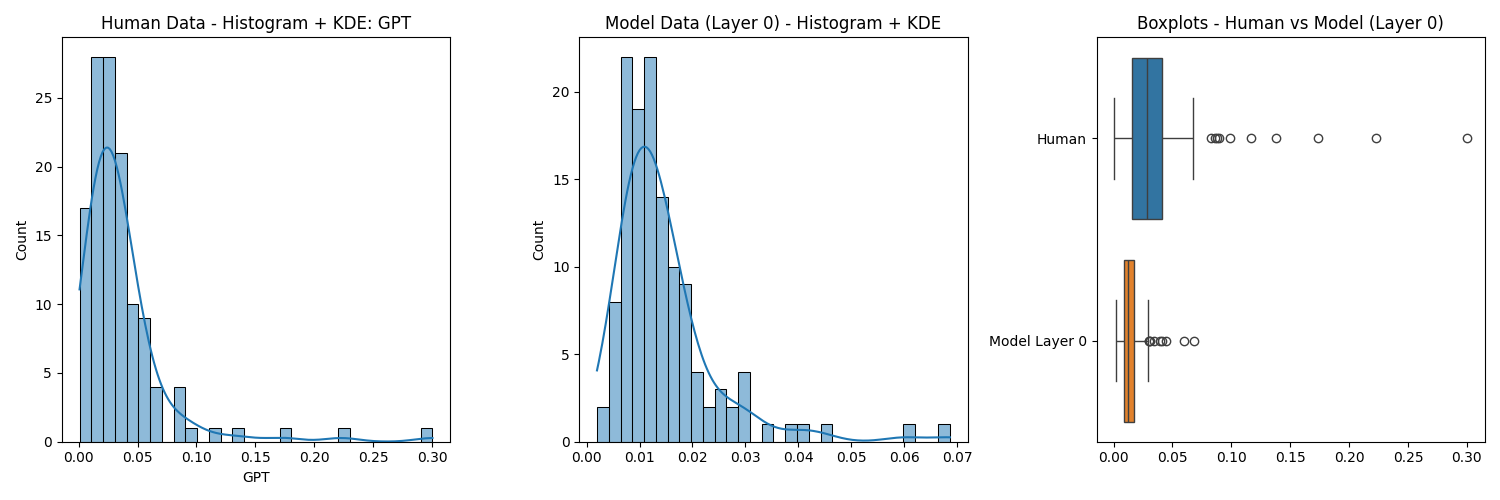 Human Data - Histogram + KDE: GPT
Count
25
20
15
10
5
0
0.00 0.05 0.10 0.15 0.20 0.25 0.30
GPT
Model Data (Layer 0) - Histogram + KDE
Count
20
15
10
5
0
0.00 0.01 0.02 0.03 0.04 0.05 0.06 0.07
Boxplots - Human vs Model (Layer 0)
Human
Model Layer 0
0.00 0.05 0.10 0.15 0.20 0.25 0.30